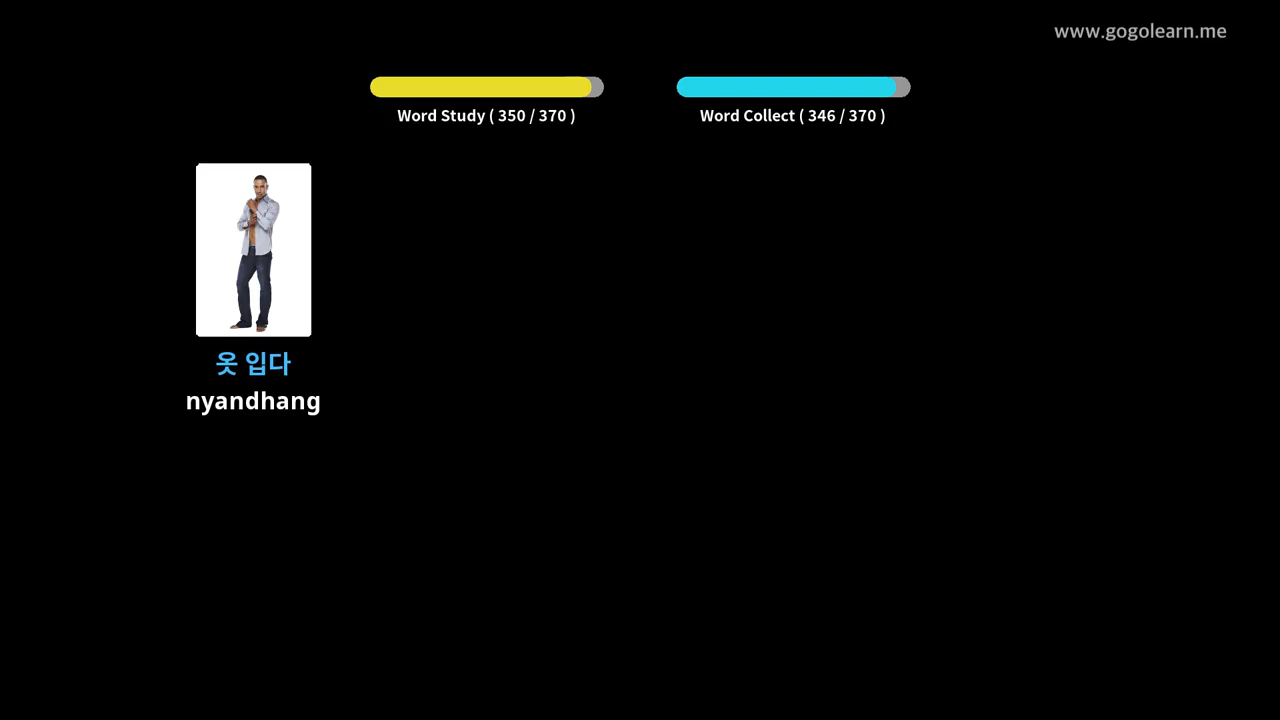 www.gogolearn.me
Word Study ( 350 / 370 )
Word Collect ( 346 / 370 )
옷 입다
nyandhang